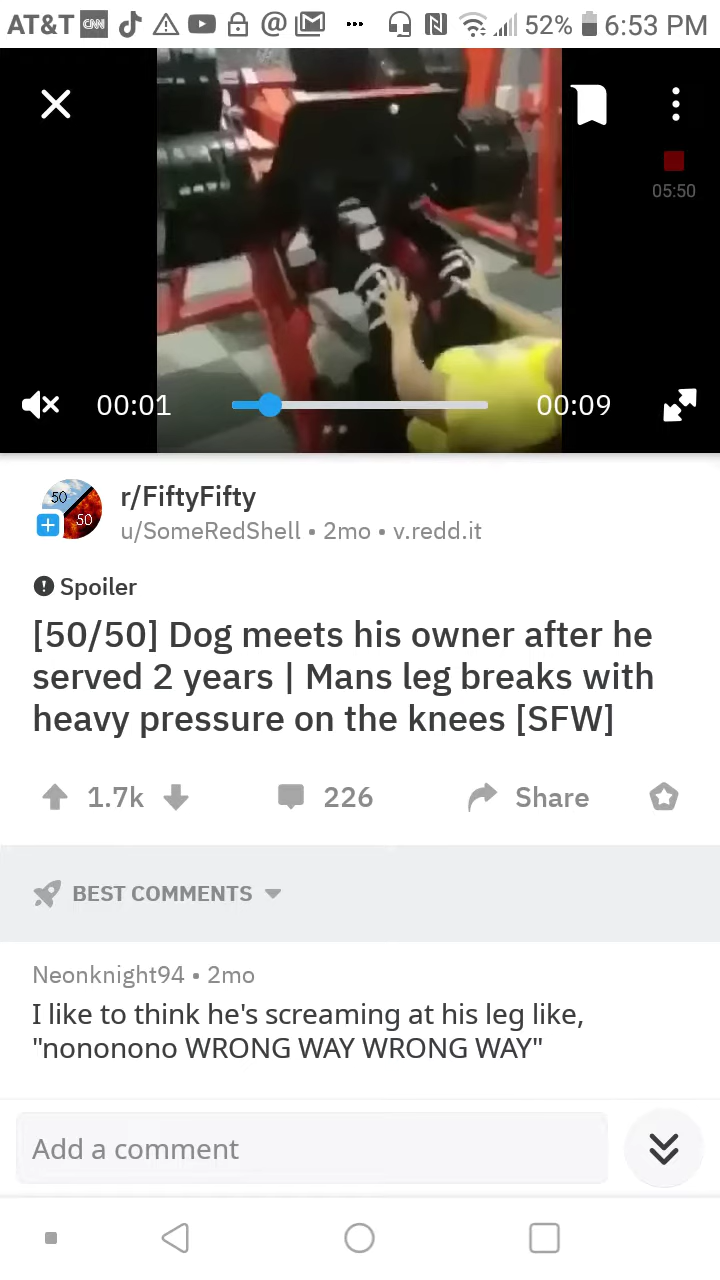 AT&T CNN 52% 6:53 PM
05:50
00:01 00:09
50
50
r/FiftyFifty
u/SomeRedShell • 2mo • v.redd.it
Spoiler
[50/50] Dog meets his owner after he
served 2 years | Mans leg breaks with
heavy pressure on the knees [SFW]
1.7k 226 Share
BEST COMMENTS
Neonknight94 • 2mo
I like to think he's screaming at his leg like,
"nononono WRONG WAY WRONG WAY"
Add a comment